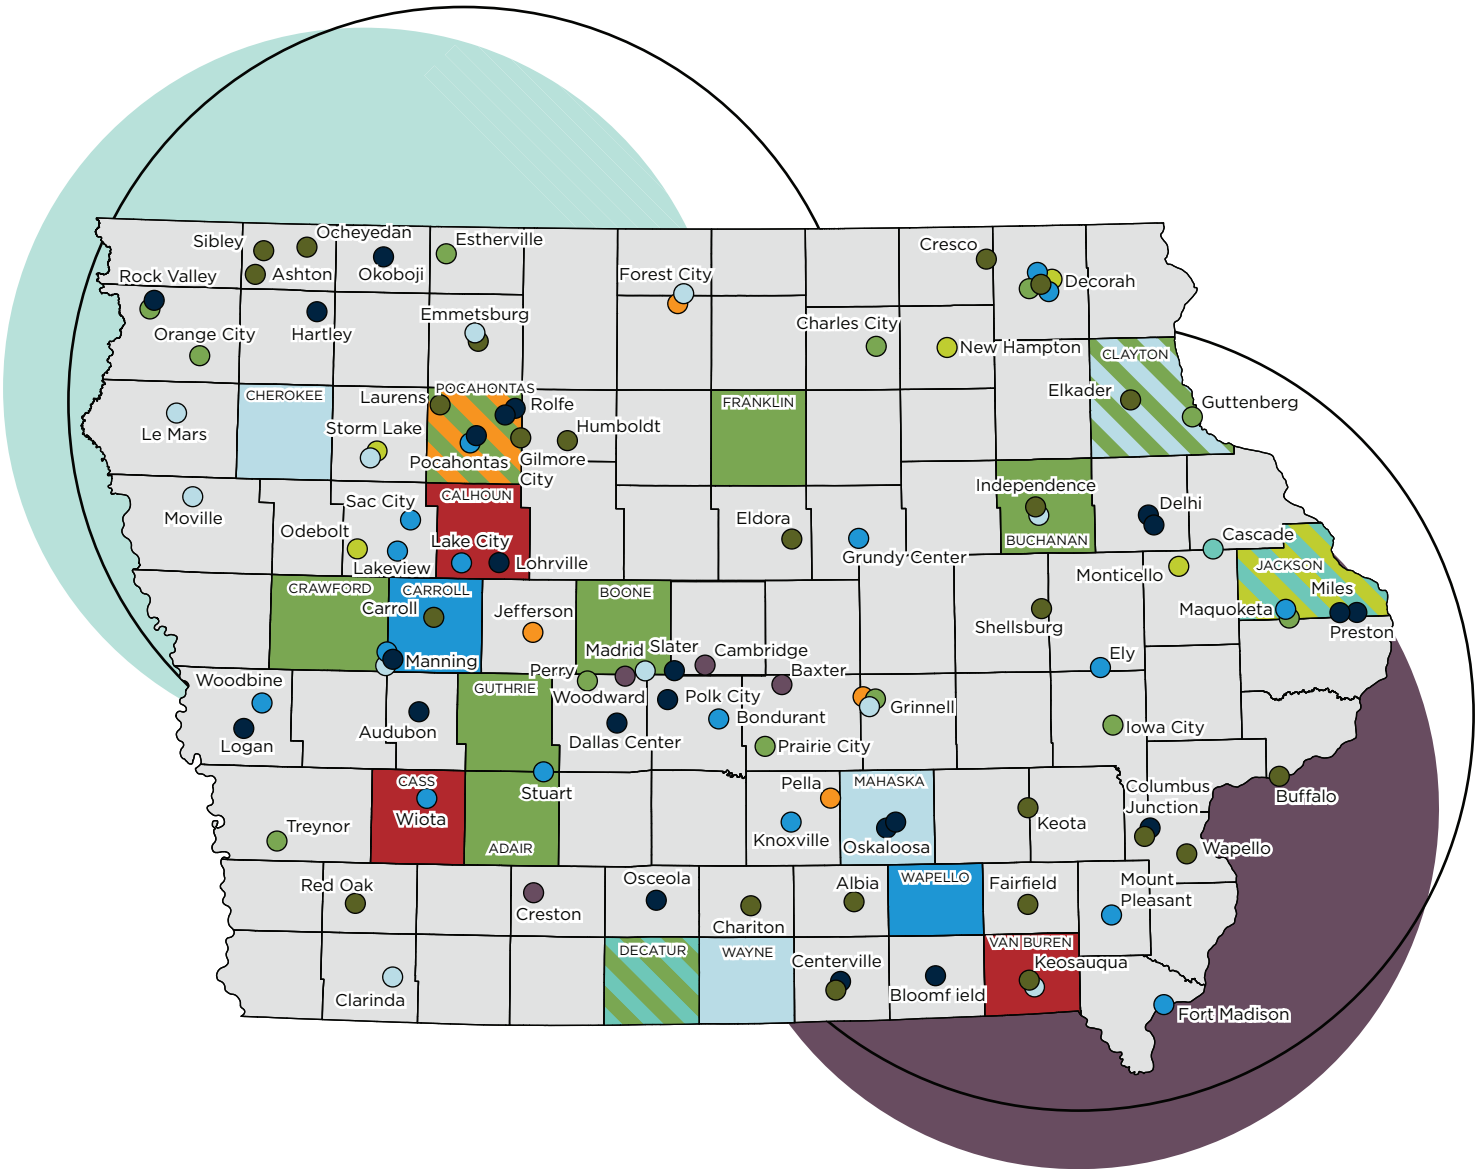 Sibley
Ocheyedan
Estherville
Cresco
Rock Valley
Ashton
Okoboji
Forest City
Decorah
Orange City
Hartley
Emmetsburg
Charles City
New Hampton
CLAYTON
CHEROKEE
Laurens
POCAHONTAS
Rolfe
FRANKLIN
Elkader
Guttenberg
Le Mars
Storm Lake
Humboldt
Pocahontas
Gilmore
City
Moville
Sac City
CALHOUN
Independence
Delhi
Odebolt
Lake City
Eldora
Grundy Center
BUCHANAN
Cascade
Lakeview
Lohrville
Monticello
JACKSON
CRAWFORD
CARROLL
BOONE
Miles
Carroll
Jefferson
Shellsburg
Maquoketa
Preston
Manning
Madrid
Slater
Cambridge
Ely
Woodbine
GUTHRIE
Perry
Woodward
Polk City
Baxter
Grinnell
Logan
Audubon
Dallas Center
Bondurant
Prairie City
Iowa City
CASS
Wiota
Stuart
Pella
MAHASKA
Columbus
Junction
Buffalo
Treynor
ADAIR
Knoxville
Oskaloosa
Keota
Wapello
Red Oak
Creston
Osceola
Chariton
Albia
WAPELLO
Fairfield
Mount
Pleasant
Clarinda
DECATUR
WAYNE
Centerville
Bloomf ield
VAN BUREN
Keosauqua
Fort Madison